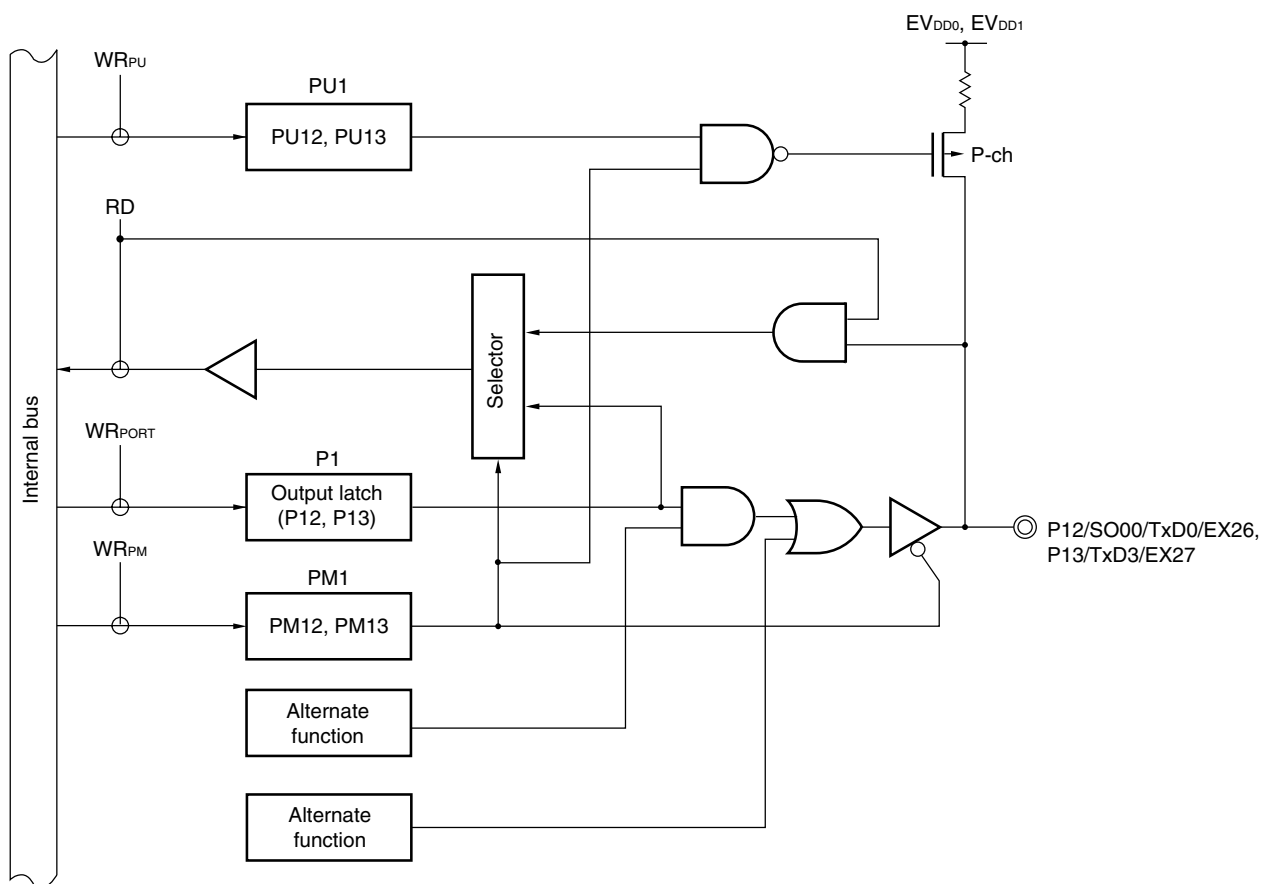 EVDD0, EVDD1
WRPU
PU1
PU12, PU13
P-ch
RD
Selector
Internal bus
WRPORT
P1
Output latch
(P12, P13)
P12/SO00/TxD0/EX26,
P13/TxD3/EX27
WRPM
PM1
PM12, PM13
Alternate
function
Alternate
function